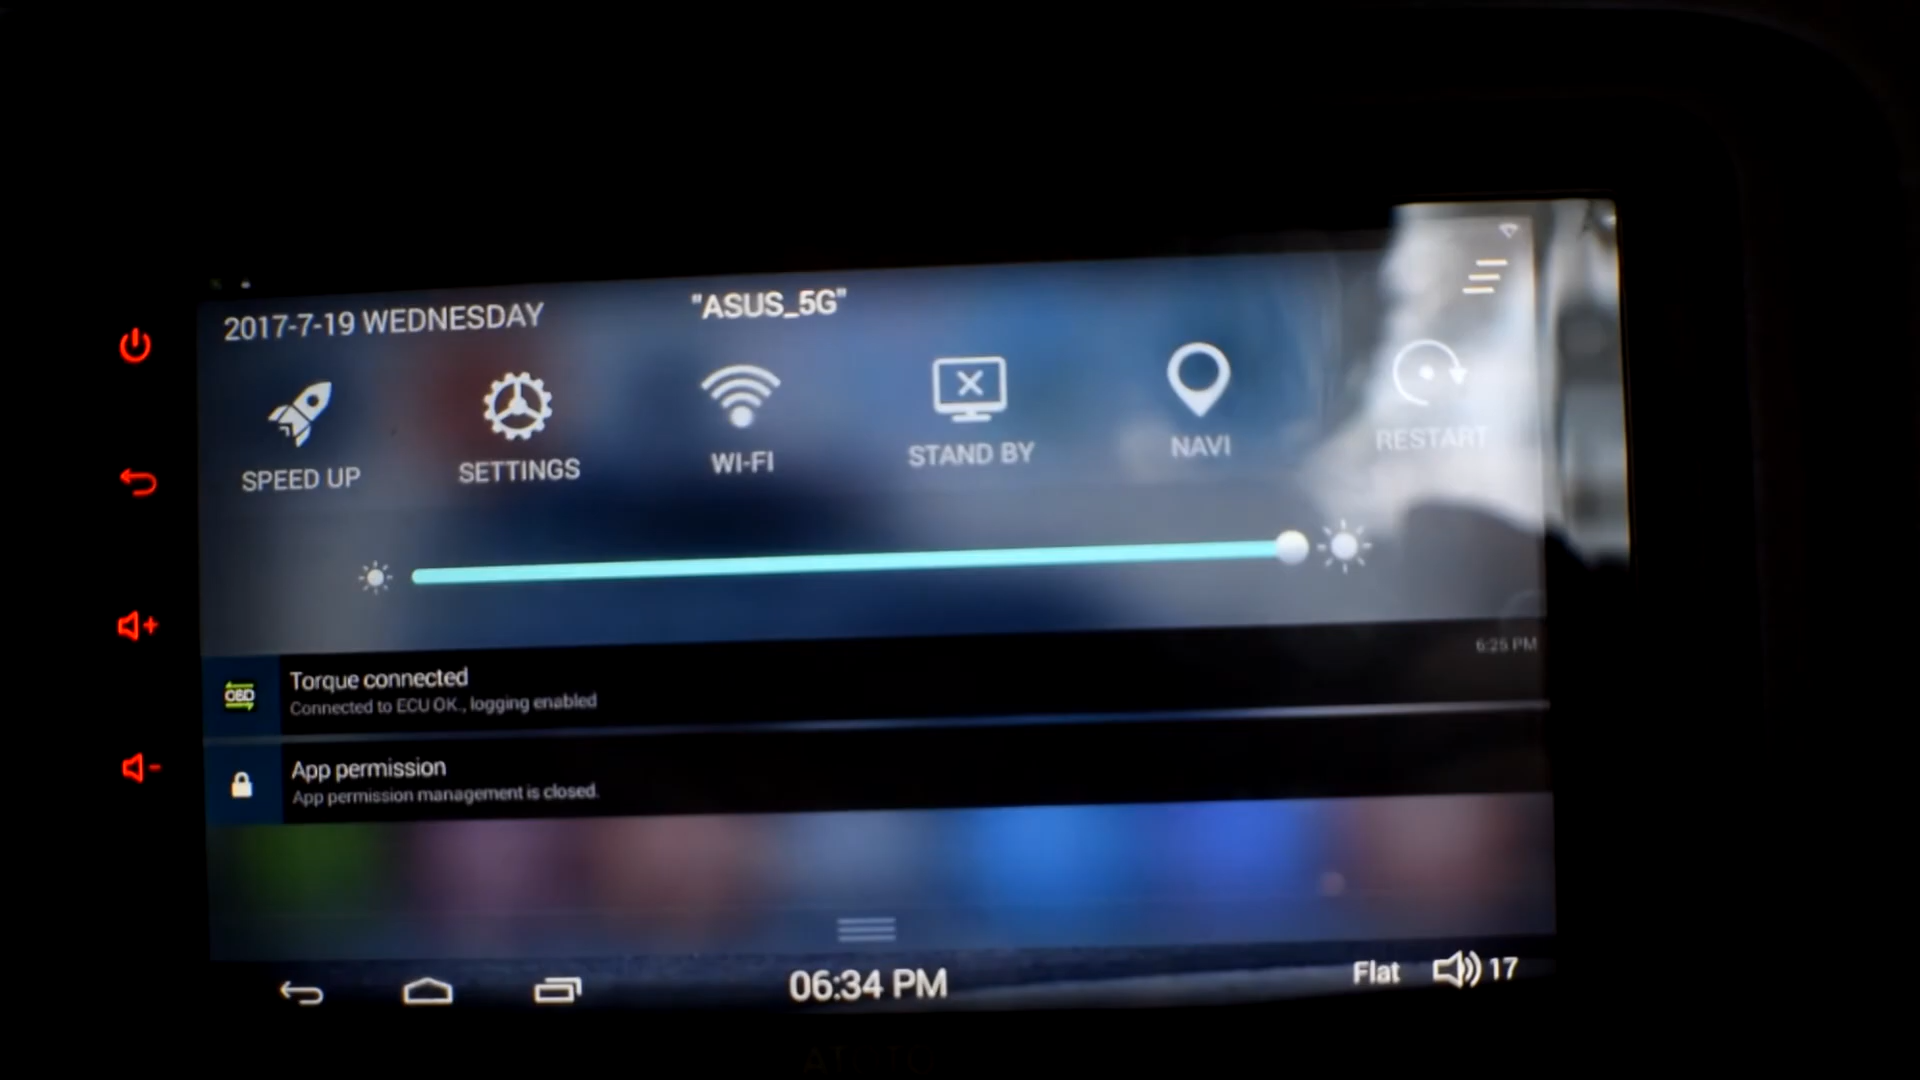 2017-7-19 WEDNESDAY "ASUS_5G"
SPEED UP SETTINGS WI-FI STAND BY NAVI RESTART
6:25 PM
OBD
Torque connected
Connected to ECU OK., logging enabled
App permission
App permission management is closed.
06:34 PM Flat 17